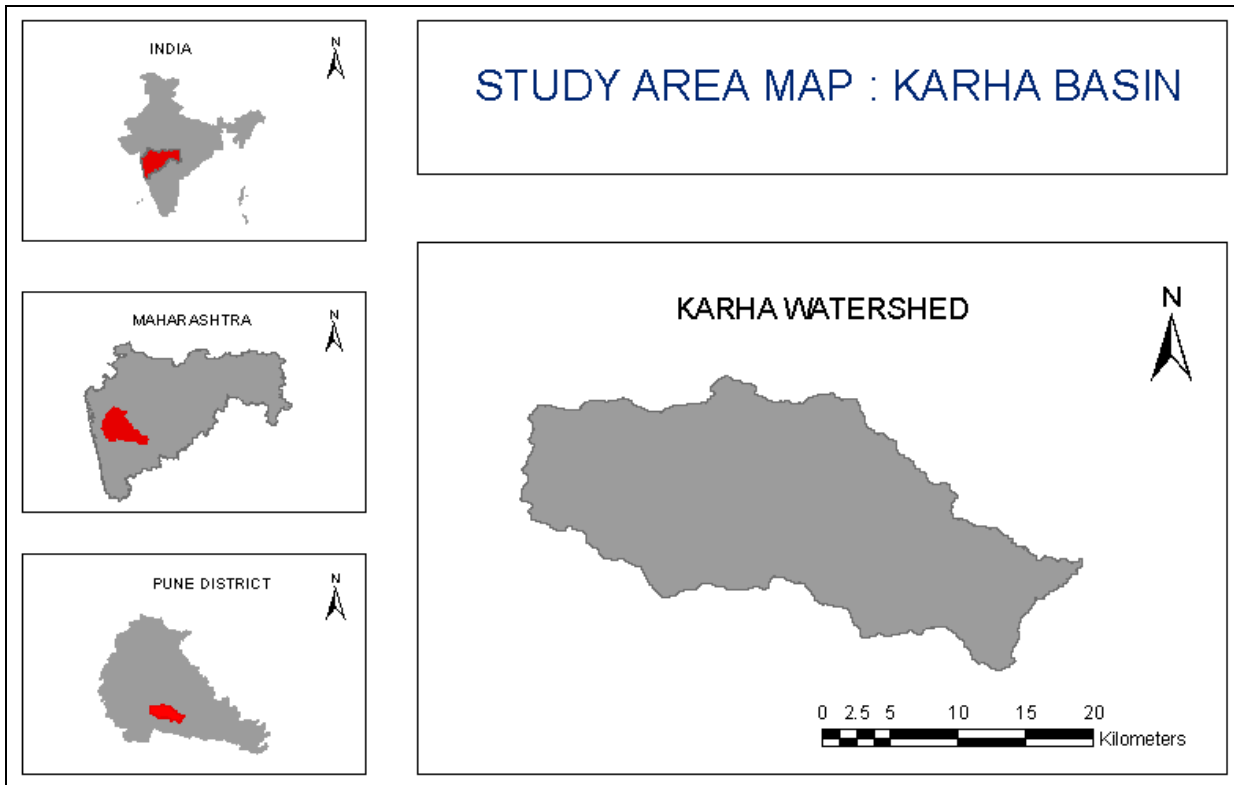 INDIA
N
STUDY AREA MAP : KARHA BASIN
MAHARASHTRA
N
KARHA WATERSHED
N
PUNE DISTRICT
N
0 2.5 5 10 15 20
Kilometers